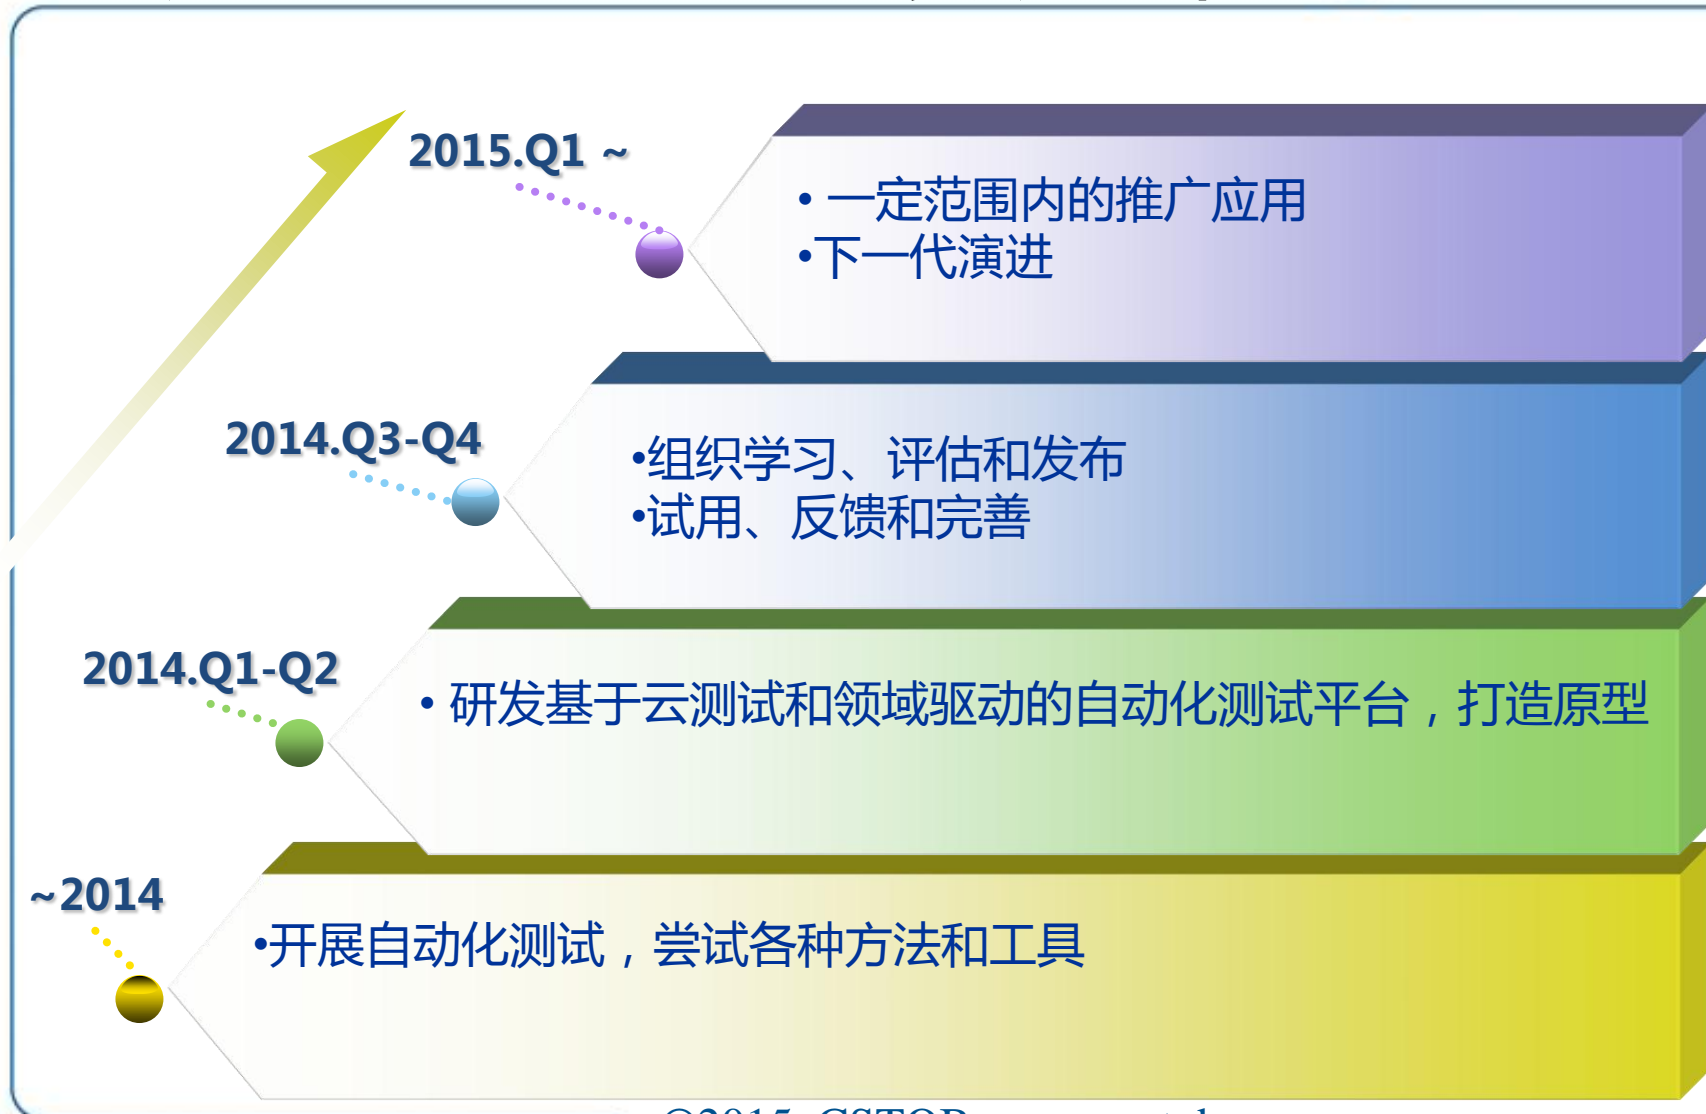 2015.Q1 ~
• 一定范围内的推广应用
•下一代演进
2014.Q3-Q4
•组织学习、评估和发布
•试用、反馈和完善
2014.Q1-Q2
• 研发基于云测试和领域驱动的自动化测试平台，打造原型
~2014
•开展自动化测试，尝试各种方法和工具